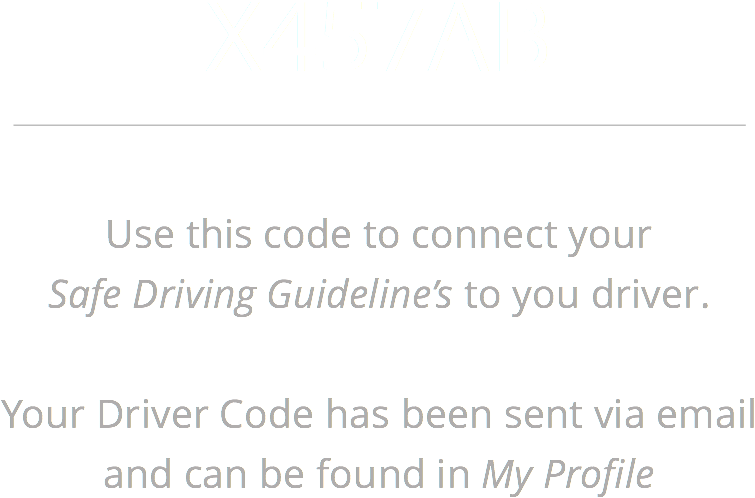 Use this code to connect your
Safe Driving Guideline’s to you driver.
Your Driver Code has been sent via email
and can be found in My Profile